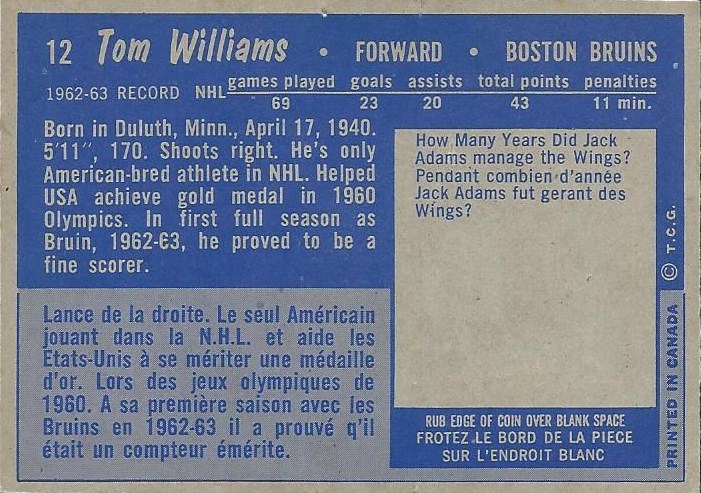 12 Tom Williams • FORWARD • BOSTON BRUINS
games played goals assists total points penalties
1962-63 RECORD NHL 69 23 20 43 11 min.
Born in Duluth, Minn., April 17, 1940.
5'11", 170. Shoots right. He's only
American-bred athlete in NHL. Helped
USA achieve gold medal in 1960
Olympics. In first full season as
Bruin, 1962-63, he proved to be a
fine scorer.
Lance de la droite. Le seul Américain
jouant dans la N.H.L. et aide les
Etats-Unis à se mériter une médaille
d'or. Lors des jeux olympiques de
1960. A sa première saison avec les
Bruins en 1962-63 il a prouvé q'il
était un compteur émérite.
How Many Years Did Jack
Adams manage the Wings?
Pendant combien d'année
Jack Adams fut gerant des
Wings?
RUB EDGE OF COIN OVER BLANK SPACE
FROTEZ LE BORD DE LA PIECE
SUR L'ENDROIT BLANC
© T.C.G.
PRINTED IN CANADA